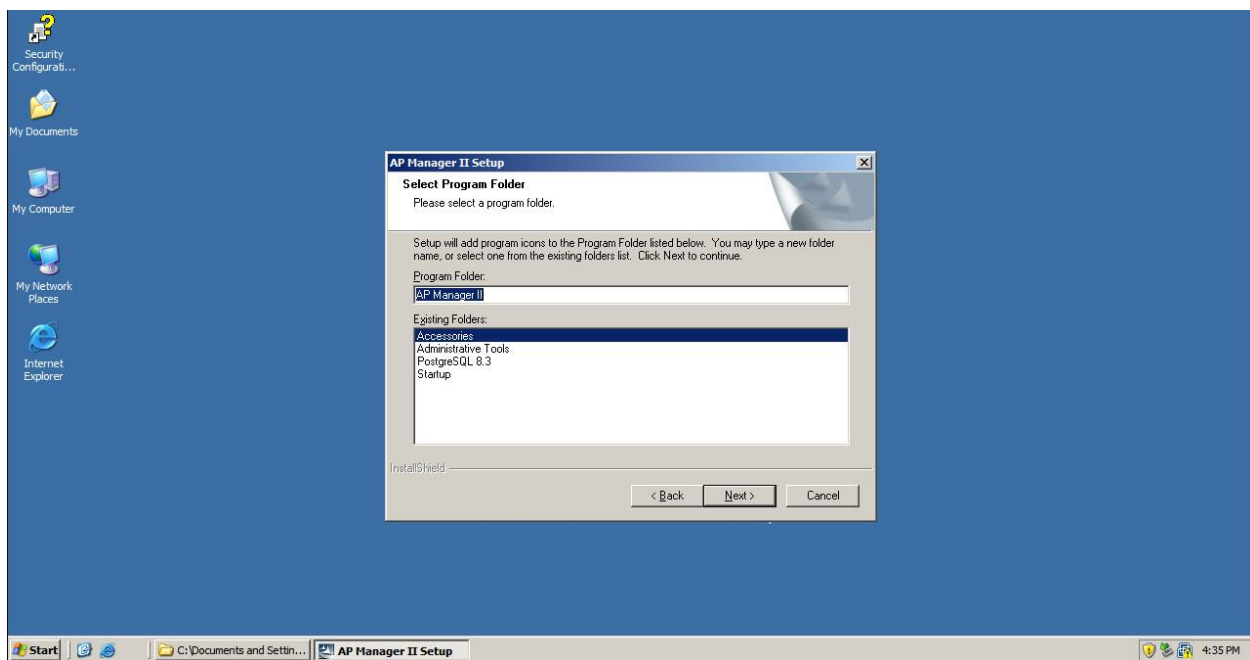 Security
Configurati...
My Documents
My Computer
My Network
Places
Internet
Explorer
AP Manager II Setup
Select Program Folder
Please select a program folder.
Setup will add program icons to the Program Folder listed below. You may type a new folder
name, or select one from the existing folders list. Click Next to continue.
Program Folder:
AP Manager II
Existing Folders:
Accessories
Administrative Tools
PostgreSQL 8.3
Startup
InstallShield
< Back
Next >
Cancel
Start
C:\Documents and Settin...
AP Manager II Setup
4:35 PM